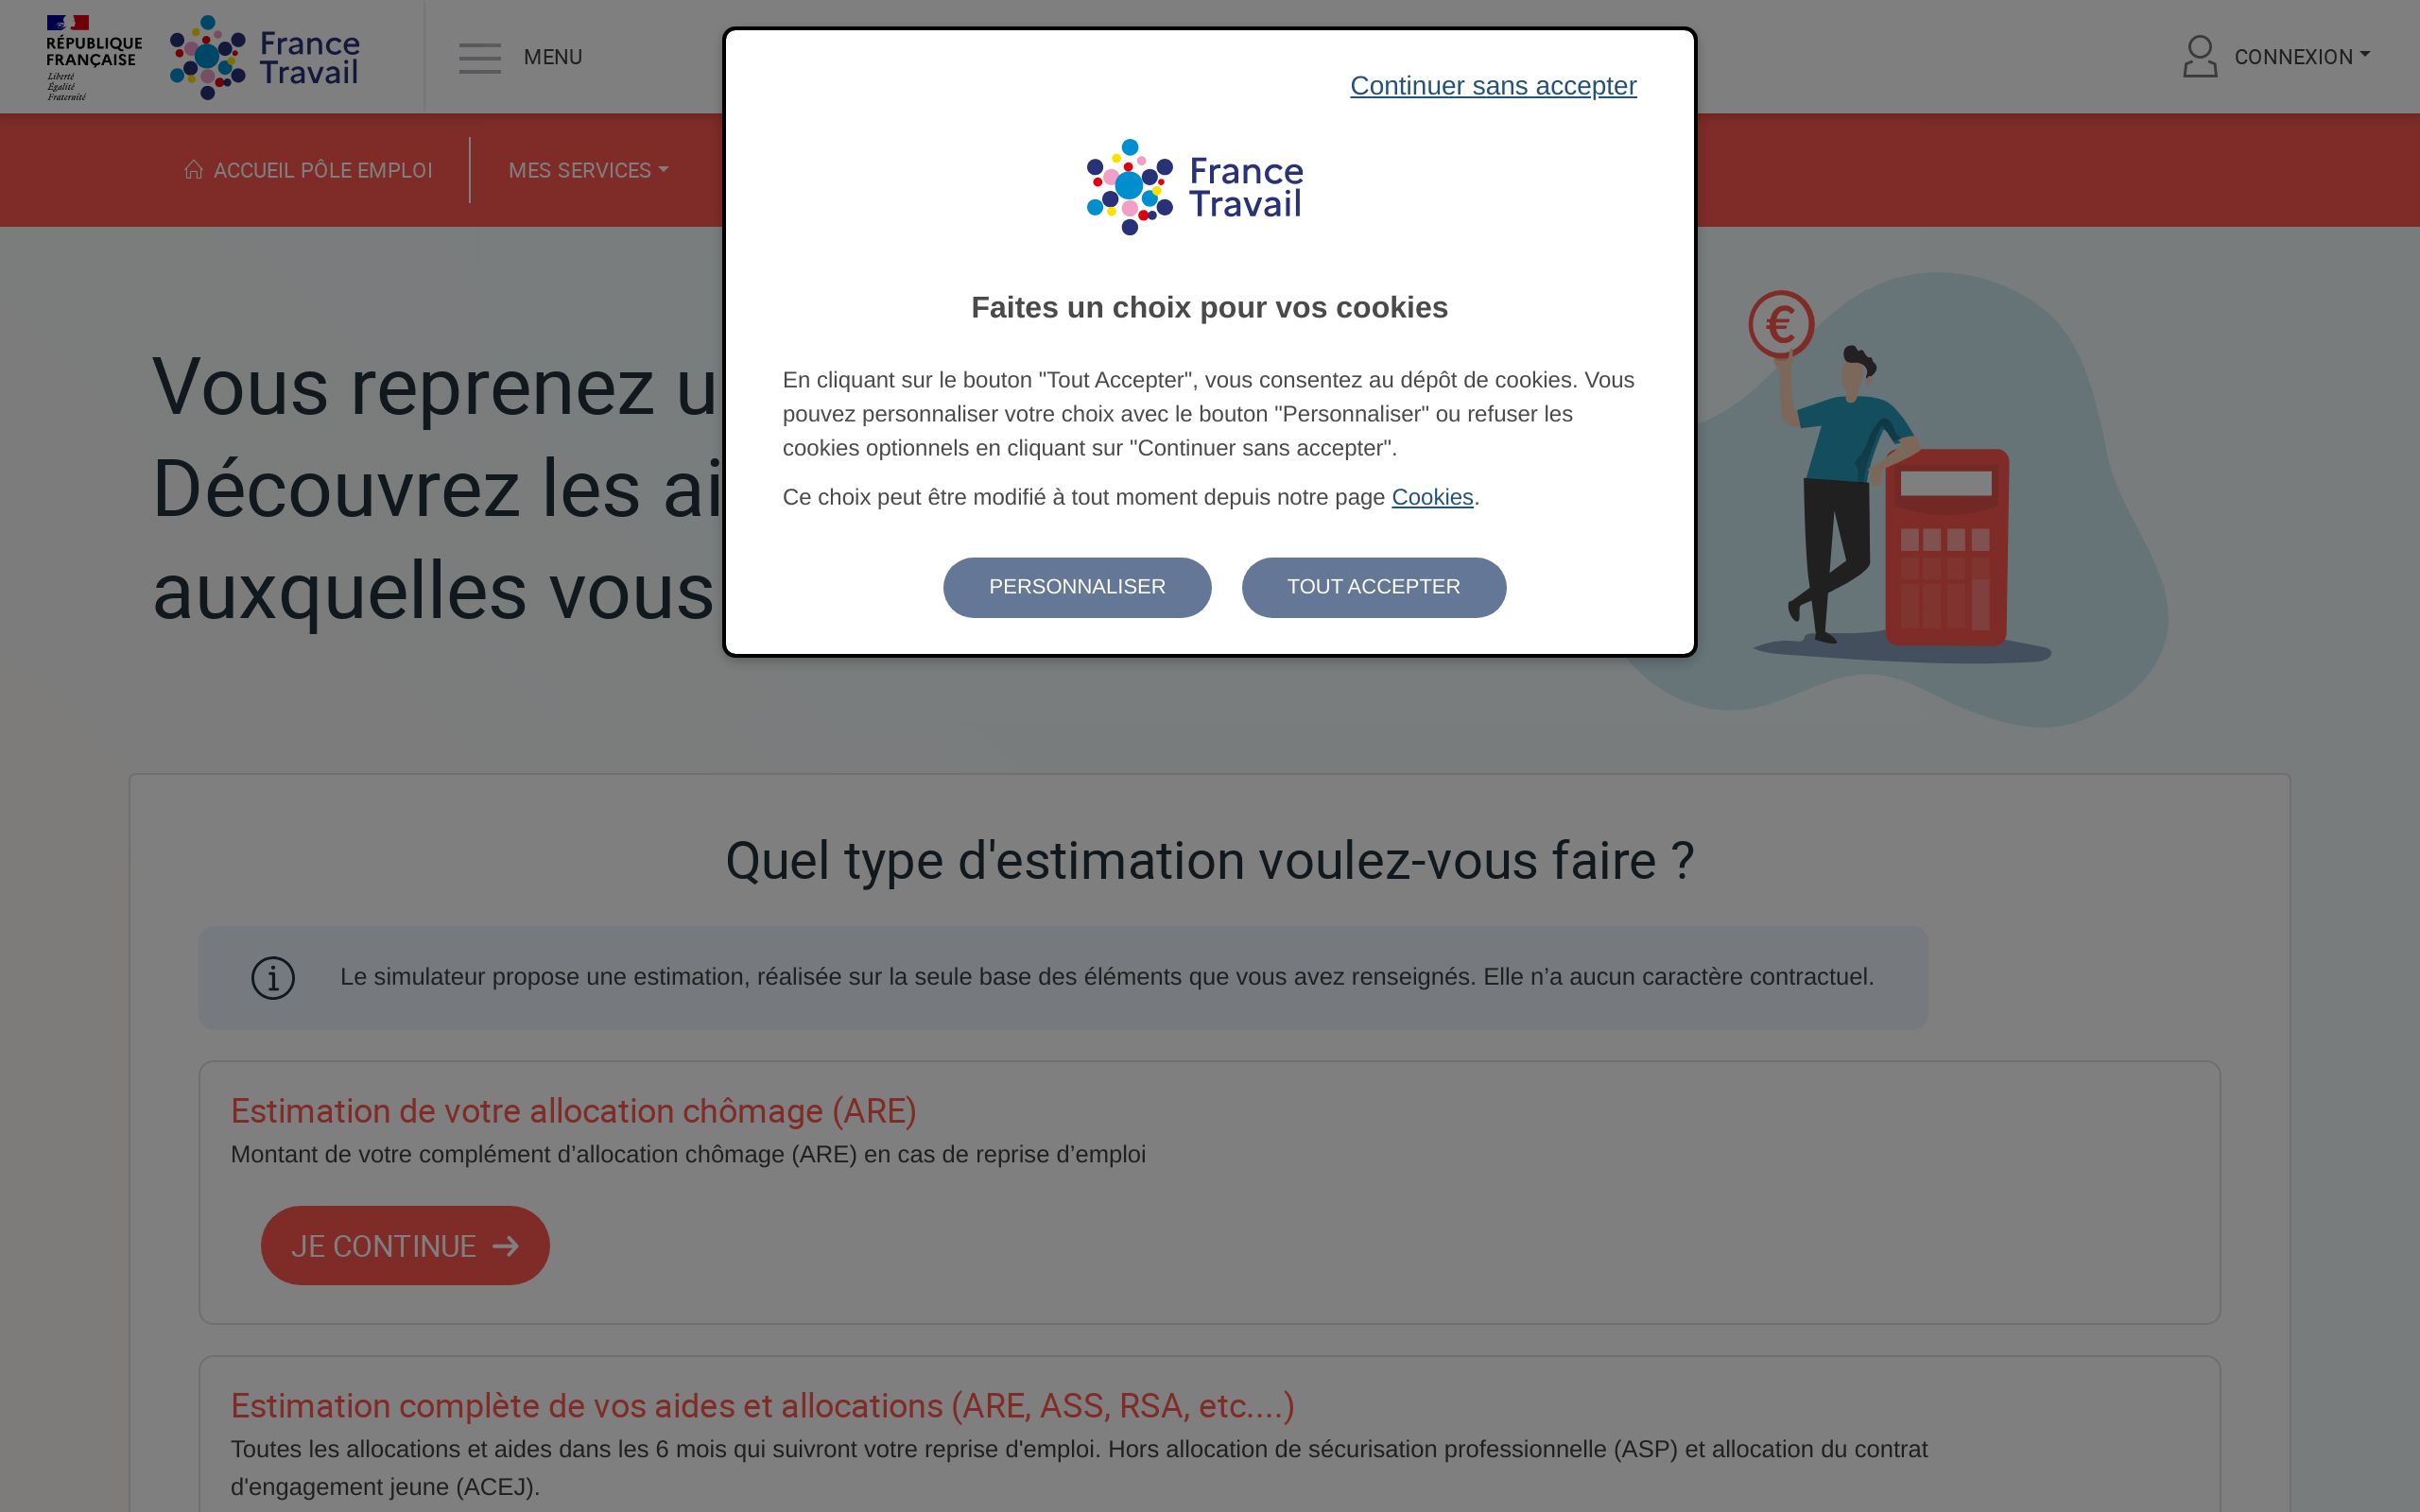 RÉPUBLIQUE
FRANÇAISE
Liberté
Égalité
Fraternité
France
Travail
MENU
CONNEXION
ACCUEIL PÔLE EMPLOI
MES SERVICES
Continuer sans accepter
France
Travail
Faites un choix pour vos cookies
En cliquant sur le bouton "Tout Accepter", vous consentez au dépôt de cookies. Vous
pouvez personnaliser votre choix avec le bouton "Personnaliser" ou refuser les
cookies optionnels en cliquant sur "Continuer sans accepter".
Ce choix peut être modifié à tout moment depuis notre page Cookies.
PERSONNALISER
TOUT ACCEPTER
Vous reprenez u
Découvrez les ai
auxquelles vous
€
Quel type d'estimation voulez-vous faire ?
Le simulateur propose une estimation, réalisée sur la seule base des éléments que vous avez renseignés. Elle n’a aucun caractère contractuel.
Estimation de votre allocation chômage (ARE)
Montant de votre complément d’allocation chômage (ARE) en cas de reprise d’emploi
JE CONTINUE
Estimation complète de vos aides et allocations (ARE, ASS, RSA, etc....)
Toutes les allocations et aides dans les 6 mois qui suivront votre reprise d'emploi. Hors allocation de sécurisation professionnelle (ASP) et allocation du contrat
d'engagement jeune (ACEJ).